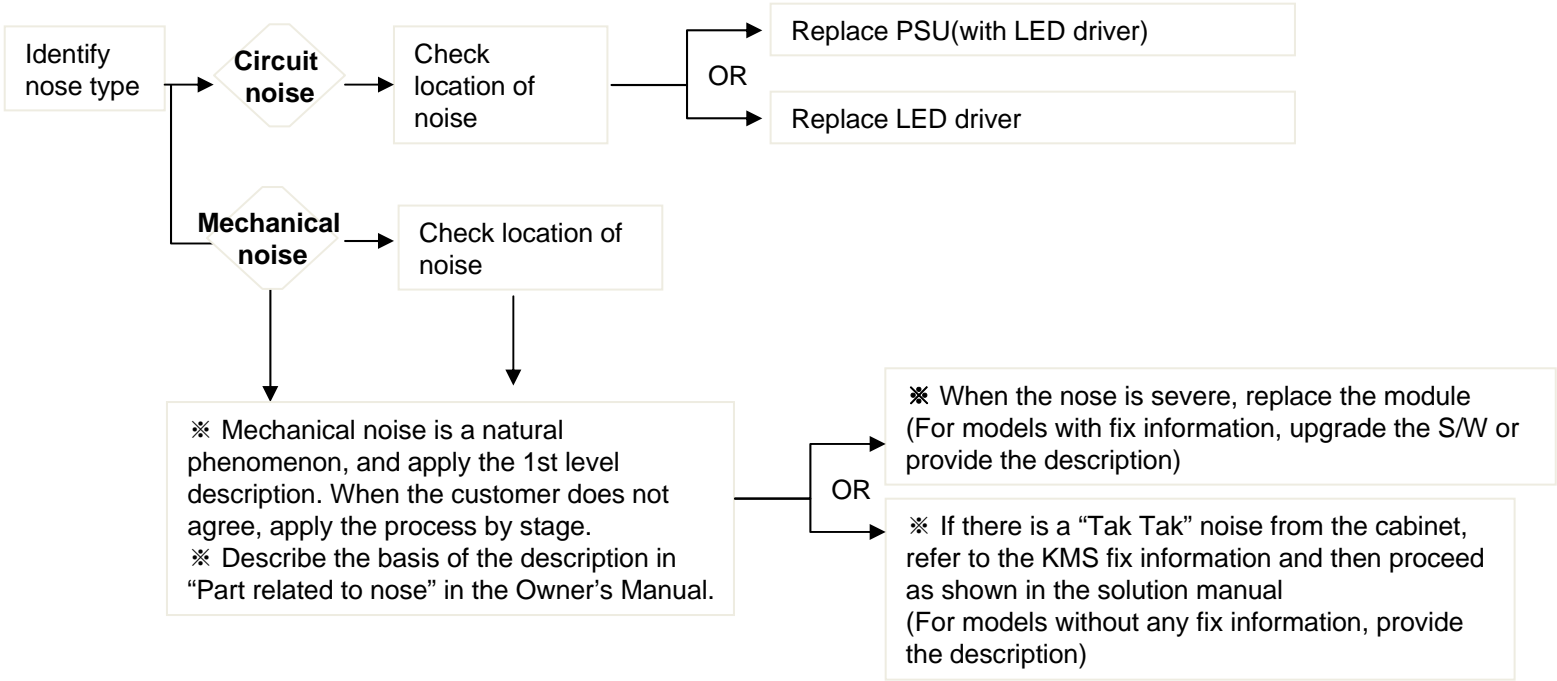 Identify
nose type
Circuit
noise
Check
location of
noise
Replace PSU(with LED driver)
OR
Replace LED driver
Mechanical
noise
Check location of
noise
※ Mechanical noise is a natural
phenomenon, and apply the 1st level
description. When the customer does not
agree, apply the process by stage.
※ Describe the basis of the description in
“Part related to nose” in the Owner’s Manual.
OR
※ When the nose is severe, replace the module
(For models with fix information, upgrade the S/W or
provide the description)
※ If there is a “Tak Tak” noise from the cabinet,
refer to the KMS fix information and then proceed
as shown in the solution manual
(For models without any fix information, provide
the description)